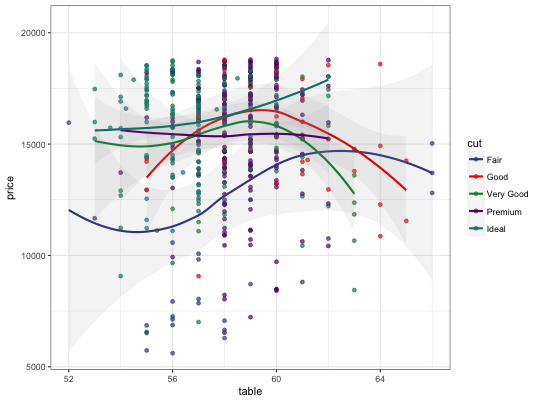 20000
15000
10000
5000
price
52
56
60
64
table
cut
Fair
Good
Very Good
Premium
Ideal